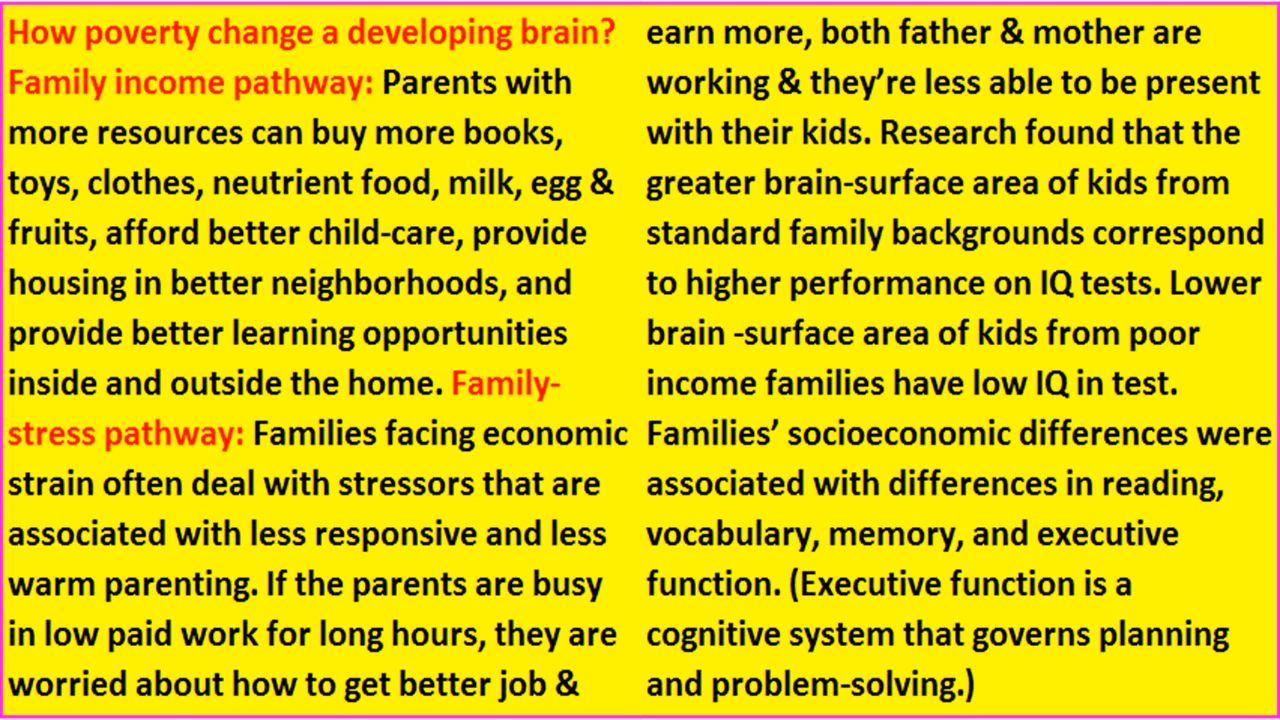 How poverty change a developing brain?
Family income pathway: Parents with
more resources can buy more books,
toys, clothes, neutrient food, milk, egg &
fruits, afford better child-care, provide
housing in better neighborhoods, and
provide better learning opportunities
inside and outside the home. Family-
stress pathway: Families facing economic
strain often deal with stressors that are
associated with less responsive and less
warm parenting. If the parents are busy
in low paid work for long hours, they are
worried about how to get better job &
earn more, both father & mother are
working & they're less able to be present
with their kids. Research found that the
greater brain-surface area of kids from
standard family backgrounds correspond
to higher performance on IQ tests. Lower
brain -surface area of kids from poor
income families have low IQ in test.
Families' socioeconomic differences were
associated with differences in reading,
vocabulary, memory, and executive
function. (Executive function is a
cognitive system that governs planning
and problem-solving.)